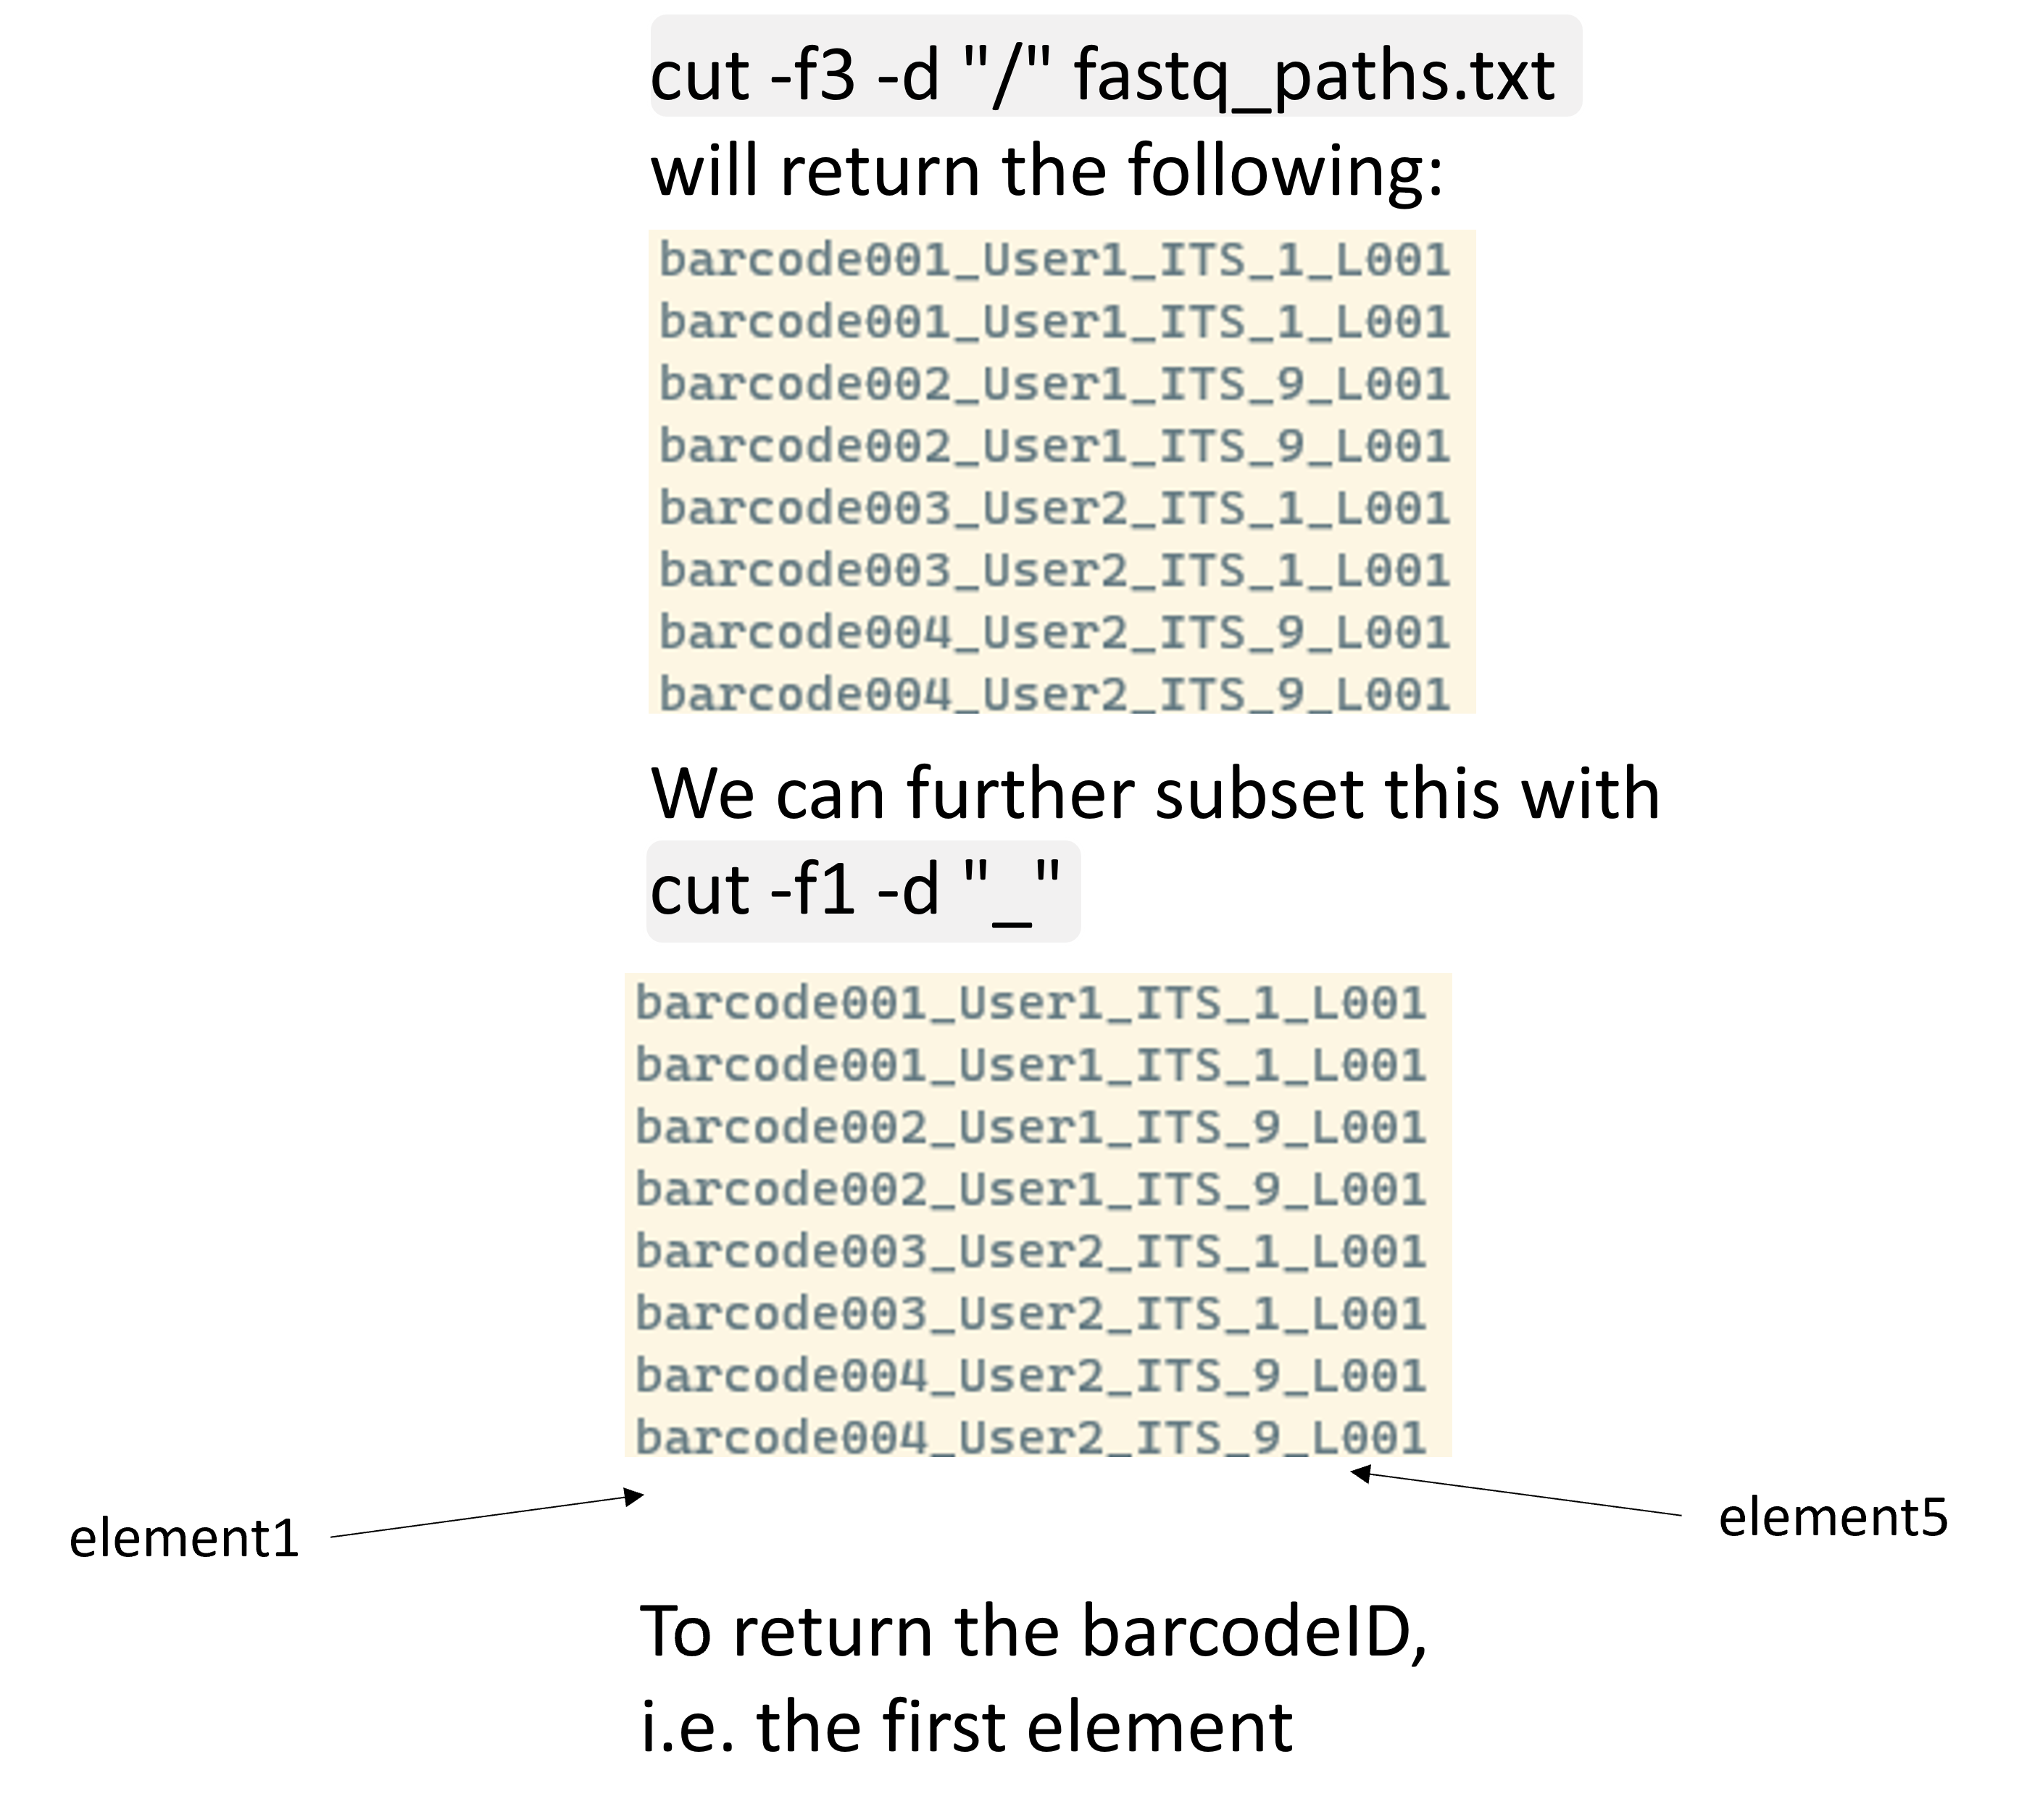 cut -f3 -d "/" fastq_paths.txt
will return the following:
barcode001_User1_ITS_1_L001
barcode001_User1_ITS_1_L001
barcode002_User1_ITS_9_L001
barcode002_User1_ITS_9_L001
barcode003_User2_ITS_1_L001
barcode003_User2_ITS_1_L001
barcode004_User2_ITS_9_L001
barcode004_User2_ITS_9_L001
We can further subset this with
cut -f1 -d "_"
barcode001_User1_ITS_1_L001
barcode001_User1_ITS_1_L001
barcode002_User1_ITS_9_L001
barcode002_User1_ITS_9_L001
barcode003_User2_ITS_1_L001
barcode003_User2_ITS_1_L001
barcode004_User2_ITS_9_L001
barcode004_User2_ITS_9_L001
element1
element5
To return the barcodeID,
i.e. the first element